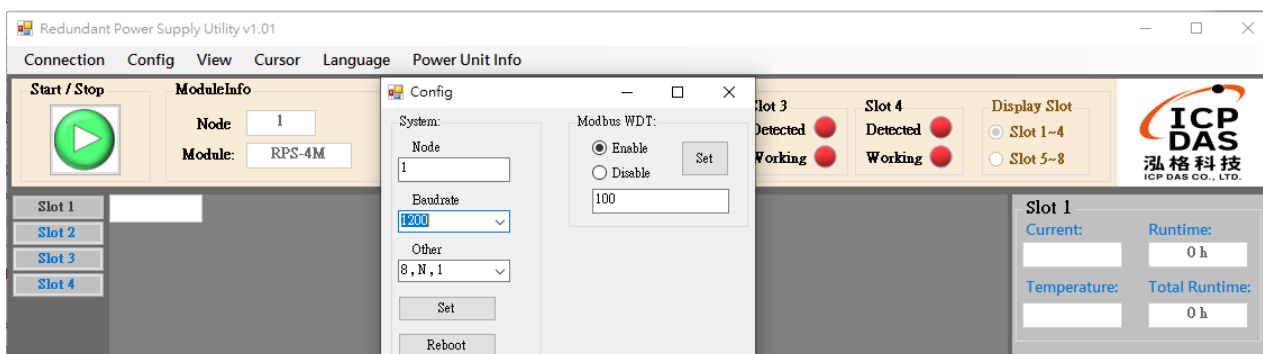 Redundant Power Supply Utility v1.01
Connection Config View Cursor Language Power Unit Info
Start / Stop
ModuleInfo
Node 1
Module: RPS-4M
Config
System:
Node
1
Baudrate
1200
Other
8,N,1
Set
Reboot
Modbus WDT:
Enable
Disable
Set
100
Slot 3
Detected
Working
Slot 4
Detected
Working
Display Slot
Slot 1~4
Slot 5~8
ICP
DAS
泓格科技
ICP DAS CO., LTD.
Slot 1
Slot 2
Slot 3
Slot 4
Slot 1
Current: Runtime:
0 h
Temperature: Total Runtime:
0 h